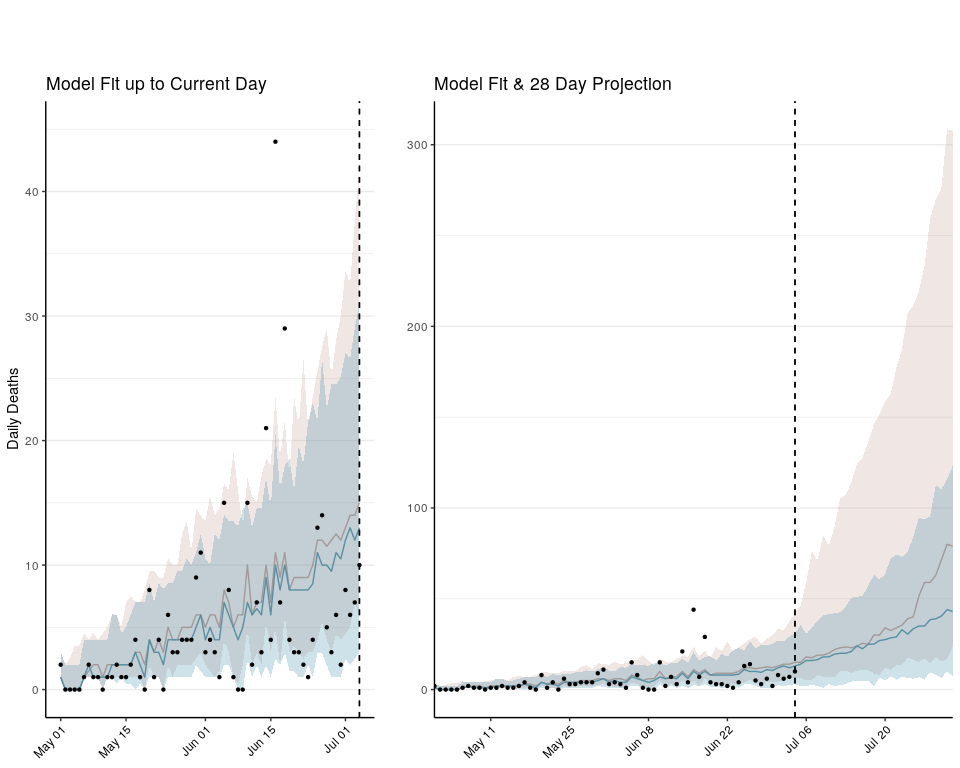 Model Fit up to Current Day
Model Fit & 28 Day Projection
Daily Deaths
40
30
20
10
0
May 01
May 15
Jun 01
Jun 15
Jul 01
300
200
100
0
May 11
May 25
Jun 08
Jun 22
Jul 06
Jul 20